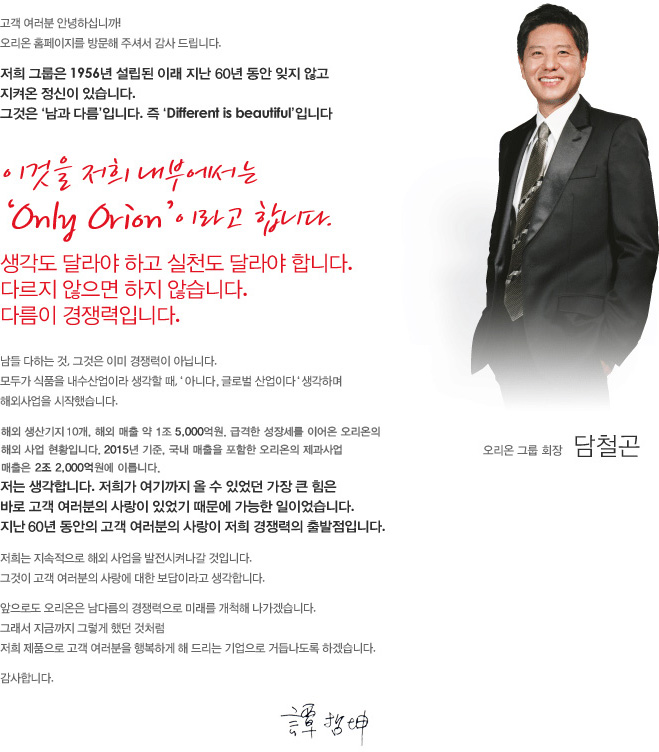 고객 여러분 안녕하십니까!
오리온 홈페이지를 방문해 주셔서 감사 드립니다.
저희 그룹은 1956년 설립된 이래 지난 60년 동안 잊지 않고
지켜온 정신이 있습니다.
그것은 '남과 다름'입니다. 즉 'Different is beautiful'입니다
이것을 저희 내부에서는
'Only Orion'이라고 합니다.
생각도 달라야 하고 실천도 달라야 합니다.
다르지 않으면 하지 않습니다.
다름이 경쟁력입니다.
남들 다하는 것, 그것은 이미 경쟁력이 아닙니다.
모두가 식품을 내수산업이라 생각할 때, '아니다, 글로벌 산업이다' 생각하며
해외사업을 시작했습니다.
해외 생산기지 10개, 해외 매출 약 1조 5,000억원, 급격한 성장세를 이어온 오리온의
해외 사업 현황입니다. 2015년 기준, 국내 매출을 포함한 오리온의 제과사업
매출은 2조 2,000억원에 이릅니다.
저는 생각합니다. 저희가 여기까지 올 수 있었던 가장 큰 힘은
바로 고객 여러분의 사랑이 있었기 때문에 가능한 일이었습니다.
지난 60년 동안의 고객 여러분의 사랑이 저희 경쟁력의 출발점입니다.
저희는 지속적으로 해외 사업을 발전시켜나갈 것입니다.
그것이 고객 여러분의 사랑에 대한 보답이라고 생각합니다.
앞으로도 오리온은 남다름의 경쟁력으로 미래를 개척해 나가겠습니다.
그래서 지금까지 그렇게 했던 것처럼
저희 제품으로 고객 여러분을 행복하게 해 드리는 기업으로 거듭나도록 하겠습니다.
감사합니다.
譚哲坤
오리온 그룹 회장 담철곤